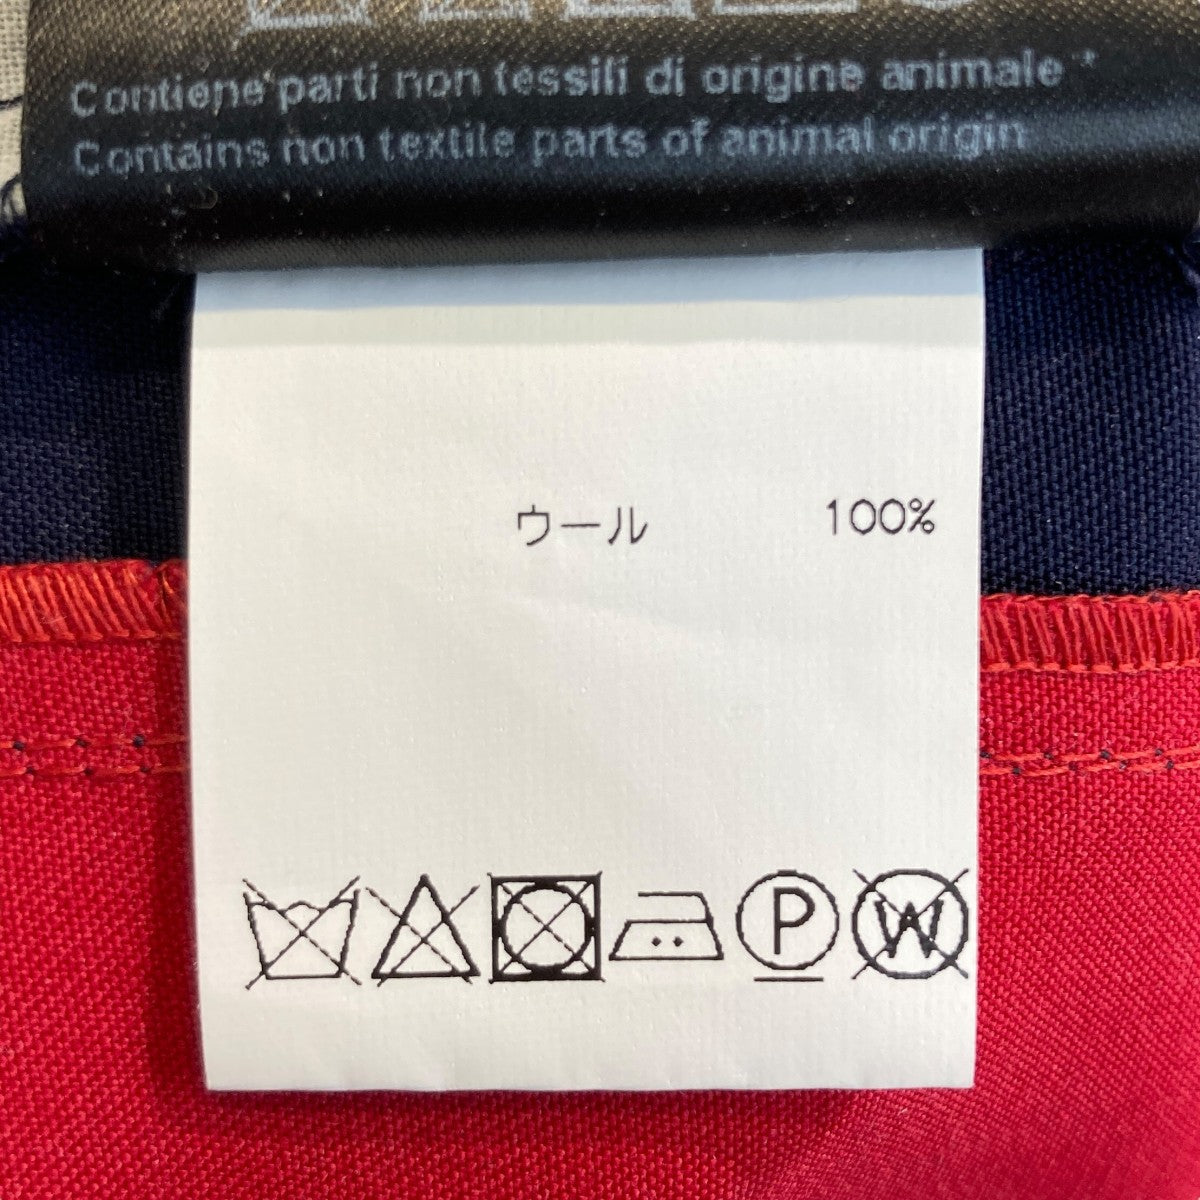 Contiene parti non tessili di origine animale
Contains non textile parts of animal origin
ウール 100%
P W